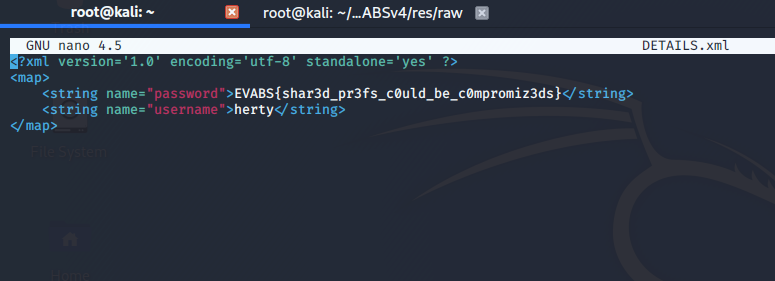 root@kali: ~
root@kali: ~/...ABSv4/res/raw
GNU nano 4.5 DETAILS.xml
<?xml version='1.0' encoding='utf-8' standalone='yes' ?>
<map>
    <string name="password">EVABS{shar3d_pr3fs_c0uld_be_c0mpromiz3ds}</string>
    <string name="username">herty</string>
</map>
File System
Home